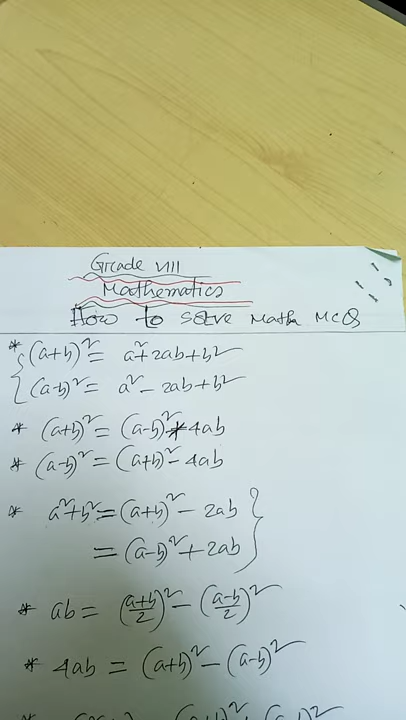 Grade VIII
Mathematics
How to solve Maths MCQ
* (a+b)² = a²+2ab+b²
(a-b)² = a²-2ab+b²
* (a+b)² = (a-b)²+4ab
* (a-b)² = (a+b)²-4ab
* a²+b² = (a+b)²-2ab
= (a-b)²+2ab
* ab = (a+b/2)² - (a-b/2)²
* 4ab = (a+b)² - (a-b)²